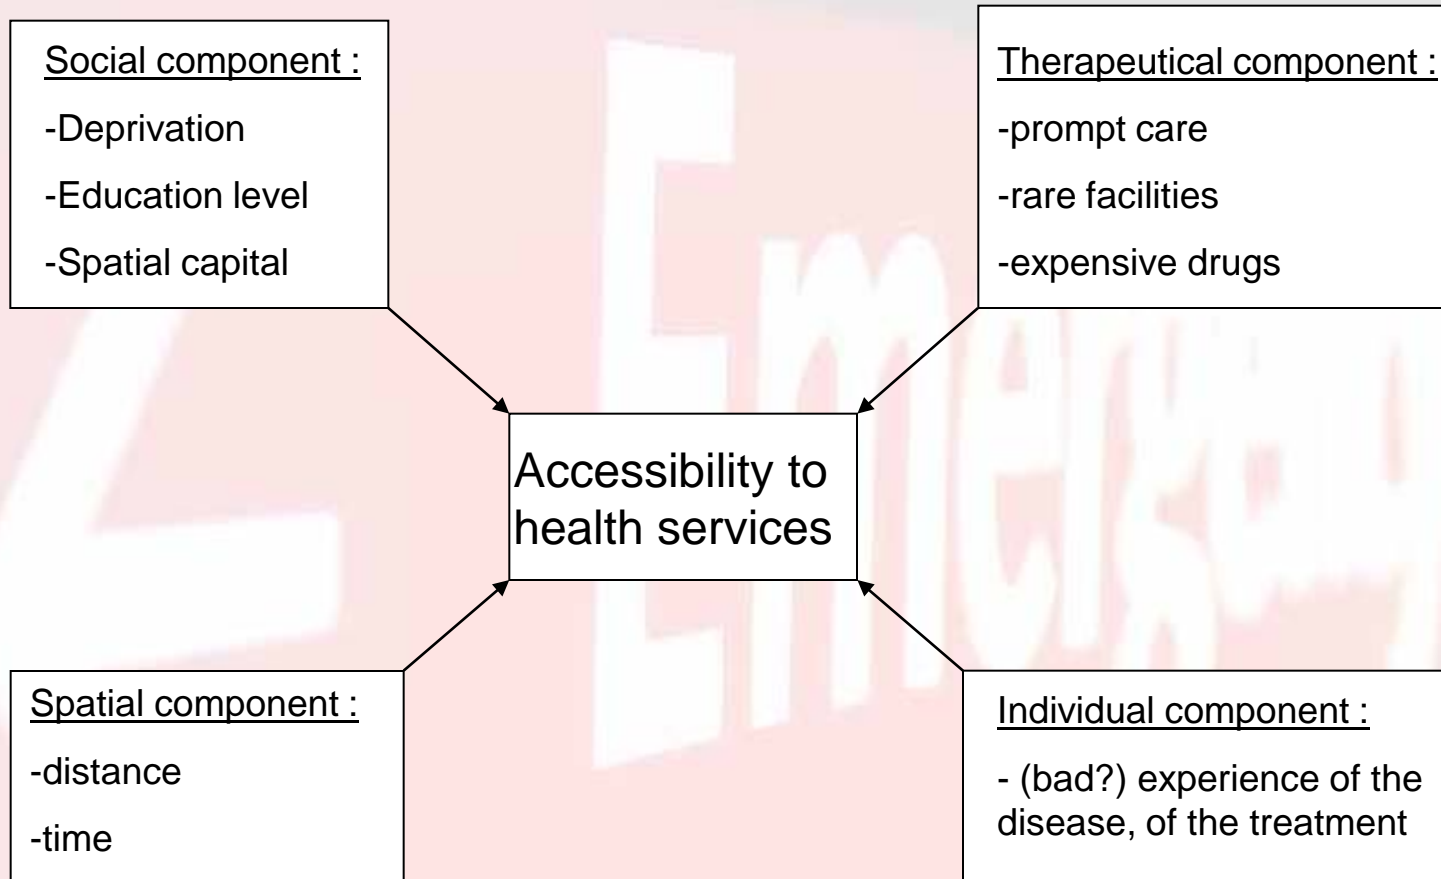 Social component :
-Deprivation
-Education level
-Spatial capital
Therapeutical component :
-prompt care
-rare facilities
-expensive drugs
Accessibility to
health services
Spatial component :
-distance
-time
Individual component :
- (bad?) experience of the
disease, of the treatment